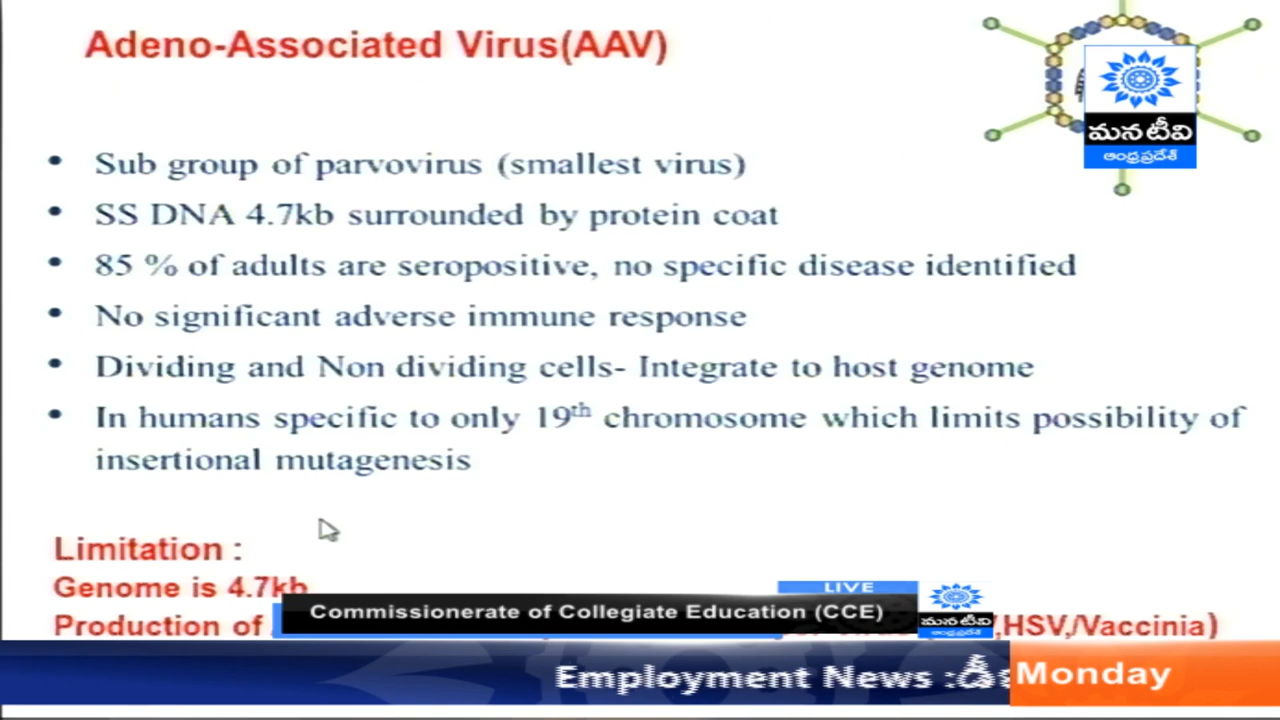 Adeno-Associated Virus(AAV)
మన టీవి
ఆంధ్రప్రదేశ్
• Sub group of parvovirus (smallest virus)
• SS DNA 4.7kb surrounded by protein coat
• 85 % of adults are seropositive, no specific disease identified
• No significant adverse immune response
• Dividing and Non dividing cells- Integrate to host genome
• In humans specific to only 19th chromosome which limits possibility of
insertional mutagenesis
Limitation :
Genome is 4.7kb
LIVE
Commissionerate of Collegiate Education (CCE)
మన టీవి
ఆంధ్రప్రదేశ్
Production of ,HSV,/Vaccinia)
Employment News :
Monday